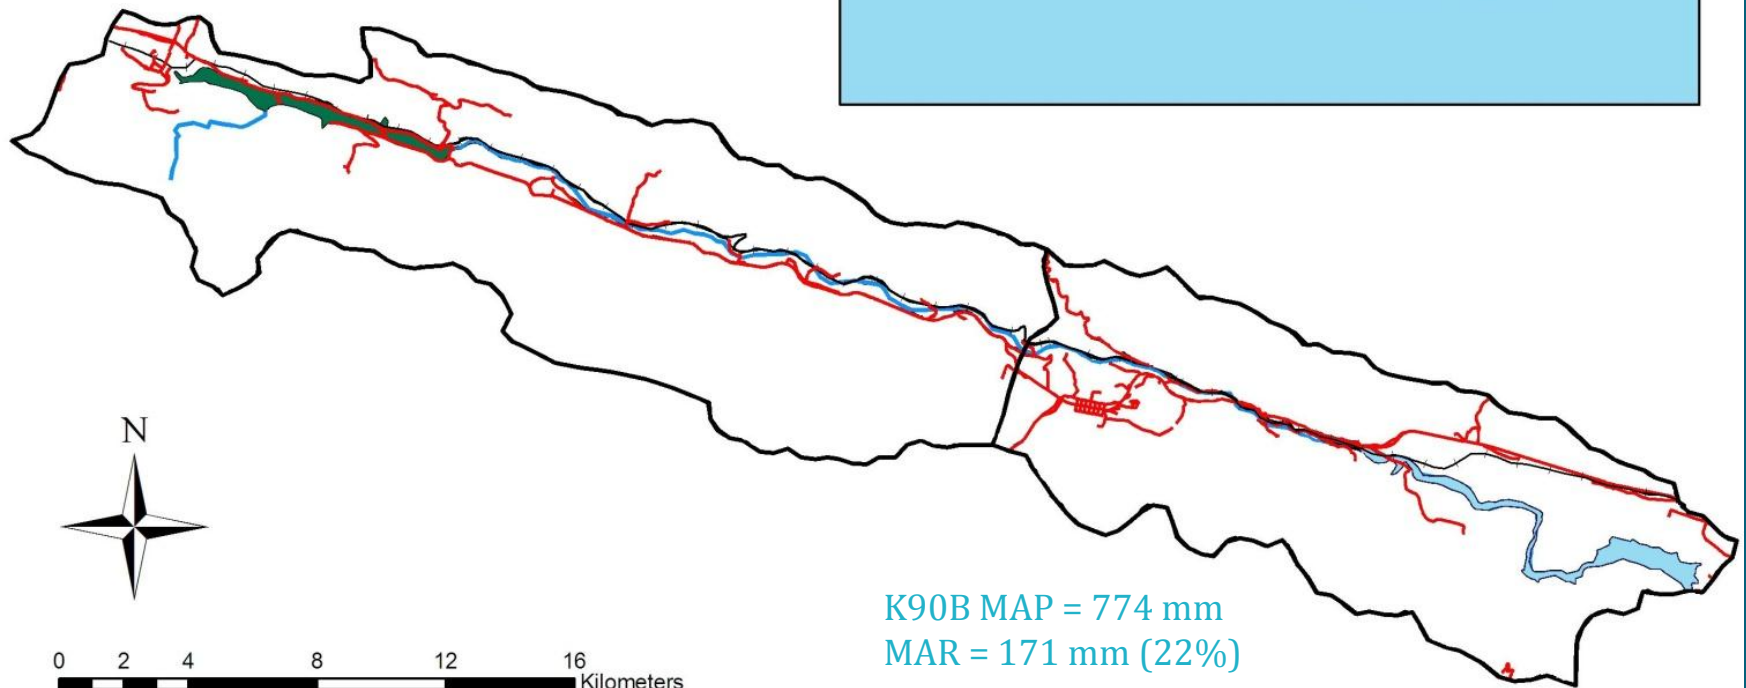 N
0 2 4 8 12 16
Kilometers
K90B MAP = 774 mm
MAR = 171 mm (22%)